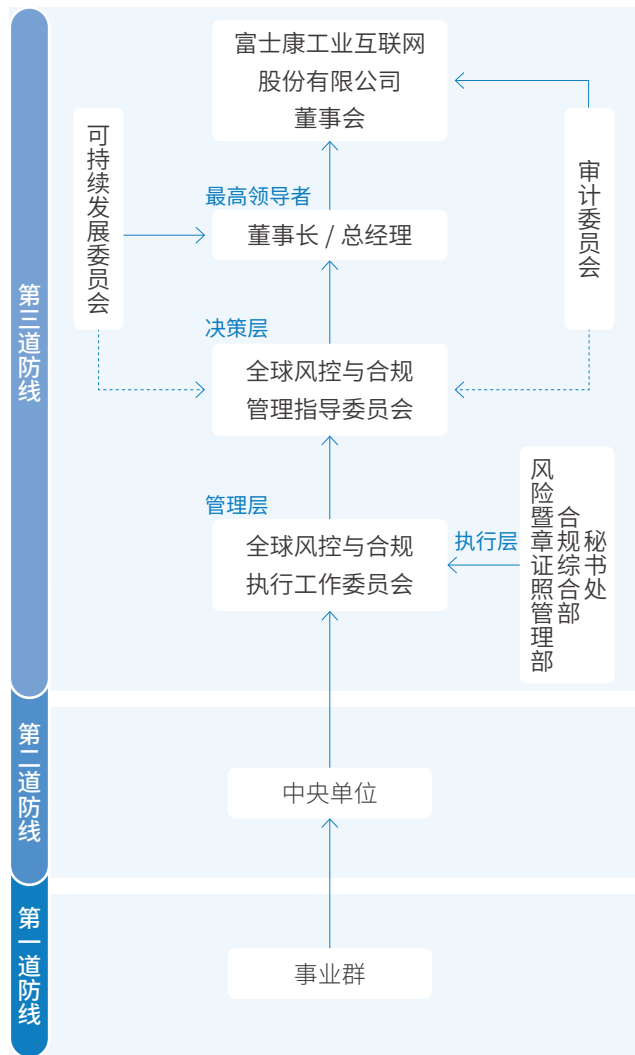 富士康工业互联网
股份有限公司
董事会
可持续发展委员会
审计委员会
最高领导者
董事长 / 总经理
第三道防线
决策层
全球风控与合规
管理指导委员会
管理层
全球风控与合规
执行工作委员会
执行层
秘书处
合规综合部
风险暨章证照管理部
第二道防线
中央单位
第一道防线
事业群